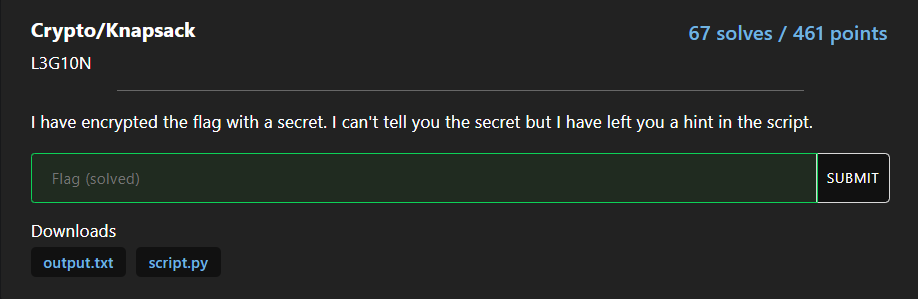 Crypto/Knapsack
67 solves / 461 points
L3G10N
I have encrypted the flag with a secret. I can't tell you the secret but I have left you a hint in the script.
Flag (solved)
SUBMIT
Downloads
output.txt
script.py